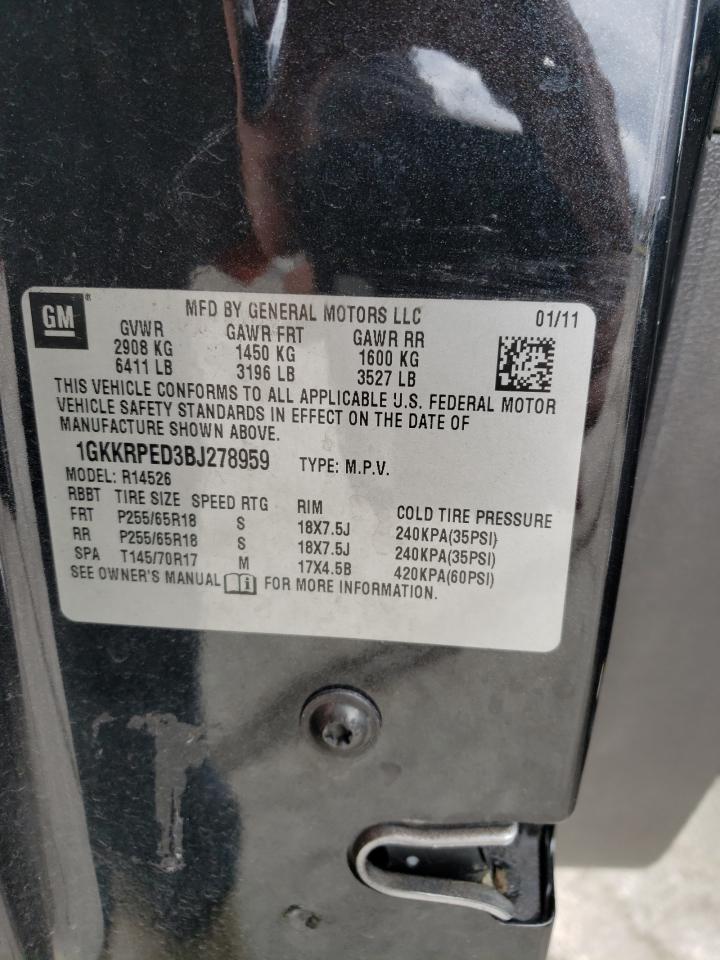 GM®
MFD BY GENERAL MOTORS LLC 01/11
GVWR GAWR FRT GAWR RR
2908 KG 1450 KG 1600 KG
6411 LB 3196 LB 3527 LB
THIS VEHICLE CONFORMS TO ALL APPLICABLE U.S. FEDERAL MOTOR
VEHICLE SAFETY STANDARDS IN EFFECT ON THE DATE OF
MANUFACTURE SHOWN ABOVE.
1GKKRPED3BJ278959 TYPE: M.P.V.
MODEL: R14526
RBBT TIRE SIZE SPEED RTG RIM COLD TIRE PRESSURE
FRT P255/65R18 S 18X7.5J 240KPA(35PSI)
RR P255/65R18 S 18X7.5J 240KPA(35PSI)
SPA T145/70R17 M 17X4.5B 420KPA(60PSI)
SEE OWNER'S MANUAL FOR MORE INFORMATION.